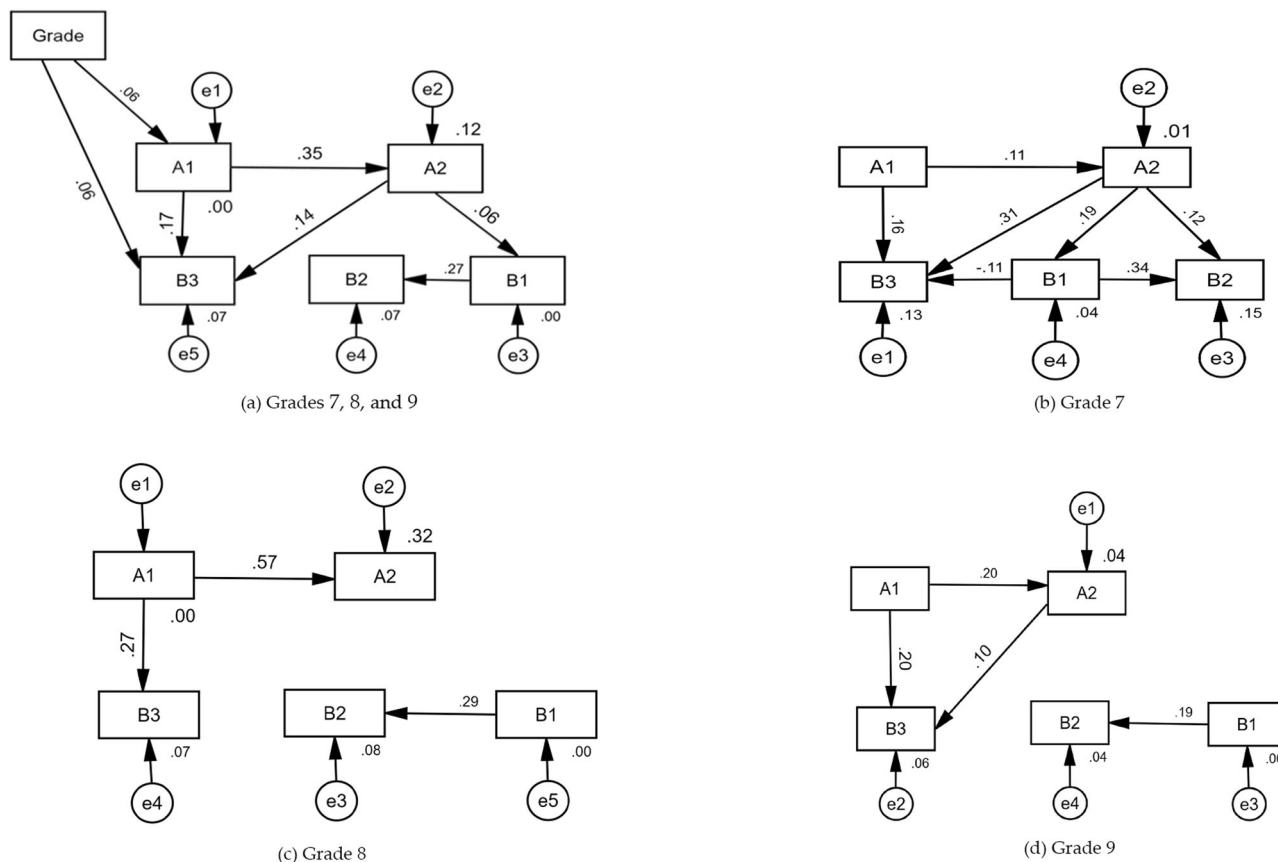 Grade
.06
e1
e2
.12
A1
.35
A2
.06
.17
.00
.14
.06
B3
B2
.27
B1
.07
.07
.00
e5
e4
e3
(a) Grades 7, 8, and 9
e2
.01
A1
.11
A2
.16
.31
.19
.12
B3
-.11
B1
.34
B2
.13
.04
.15
e1
e4
e3
(b) Grade 7
e1
e2
.32
A1
.57
A2
.00
.27
B3
B2
.29
B1
.07
.08
.00
e4
e3
e5
(c) Grade 8
e1
.04
A1
.20
A2
.20
.10
B3
B2
.19
B1
.06
.04
e2
e4
e3
(d) Grade 9